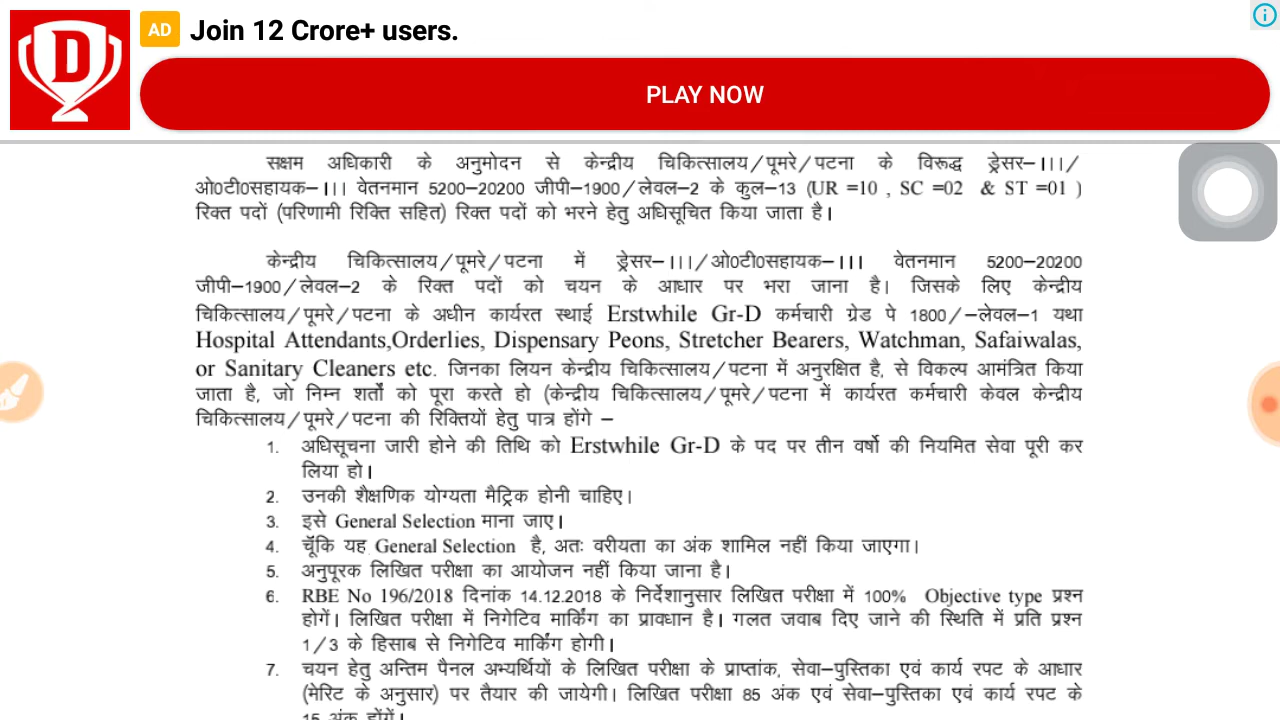 D
AD
Join 12 Crore+ users.
PLAY NOW
सक्षम अधिकारी के अनुमोदन से केन्द्रीय चिकित्सालय/पूमरे/पटना के विरूद्ध ड्रेसर–।।।/
ओ0टी0सहायक–।।। वेतनमान 5200–20200 जीपी–1900/लेवल–2 के कुल–13 (UR =10 , SC =02 & ST =01 )
रिक्त पदों (परिणामी रिक्ति सहित) रिक्त पदों को भरने हेतु अधिसूचित किया जाता है।
केन्द्रीय चिकित्सालय/पूमरे/पटना में ड्रेसर–।।।/ओ0टी0सहायक–।।। वेतनमान 5200–20200
जीपी–1900/लेवल–2 के रिक्त पदों को चयन के आधार पर भरा जाना है। जिसके लिए केन्द्रीय
चिकित्सालय/पूमरे/पटना के अधीन कार्यरत स्थाई Erstwhile Gr-D कर्मचारी ग्रेड पे 1800/–लेवल–1 यथा
Hospital Attendants,Orderlies, Dispensary Peons, Stretcher Bearers, Watchman, Safaiwalas,
or Sanitary Cleaners etc. जिनका लियन केन्द्रीय चिकित्सालय/पटना में अनुरक्षित है, से विकल्प आमंत्रित किया
जाता है, जो निम्न शर्तों को पूरा करते हो (केन्द्रीय चिकित्सालय/पूमरे/पटना में कार्यरत कर्मचारी केवल केन्द्रीय
चिकित्सालय/पूमरे/पटना की रिक्तियों हेतु पात्र होंगे –
1. अधिसूचना जारी होने की तिथि को Erstwhile Gr-D के पद पर तीन वर्षो की नियमित सेवा पूरी कर
लिया हो।
2. उनकी शैक्षणिक योग्यता मैट्रिक होनी चाहिए।
3. इसे General Selection माना जाए।
4. चूॅकि यह General Selection है, अतः वरीयता का अंक शामिल नहीं किया जाएगा।
5. अनुपूरक लिखित परीक्षा का आयोजन नहीं किया जाना है।
6. RBE No 196/2018 दिनांक 14.12.2018 के निर्देशानुसार लिखित परीक्षा में 100% Objective type प्रश्न
होगें। लिखित परीक्षा में निगेटिव मार्किंग का प्रावधान है। गलत जवाब दिए जाने की स्थिति में प्रति प्रश्न
1/3 के हिसाब से निगेटिव मार्किंग होगी।
7. चयन हेतु अन्तिम पैनल अभ्यर्थियों के लिखित परीक्षा के प्राप्तांक, सेवा–पुस्तिका एवं कार्य रपट के आधार
(मेरिट के अनुसार) पर तैयार की जायेगी। लिखित परीक्षा 85 अंक एवं सेवा–पुस्तिका एवं कार्य रपट के
15 अंक होंगें।